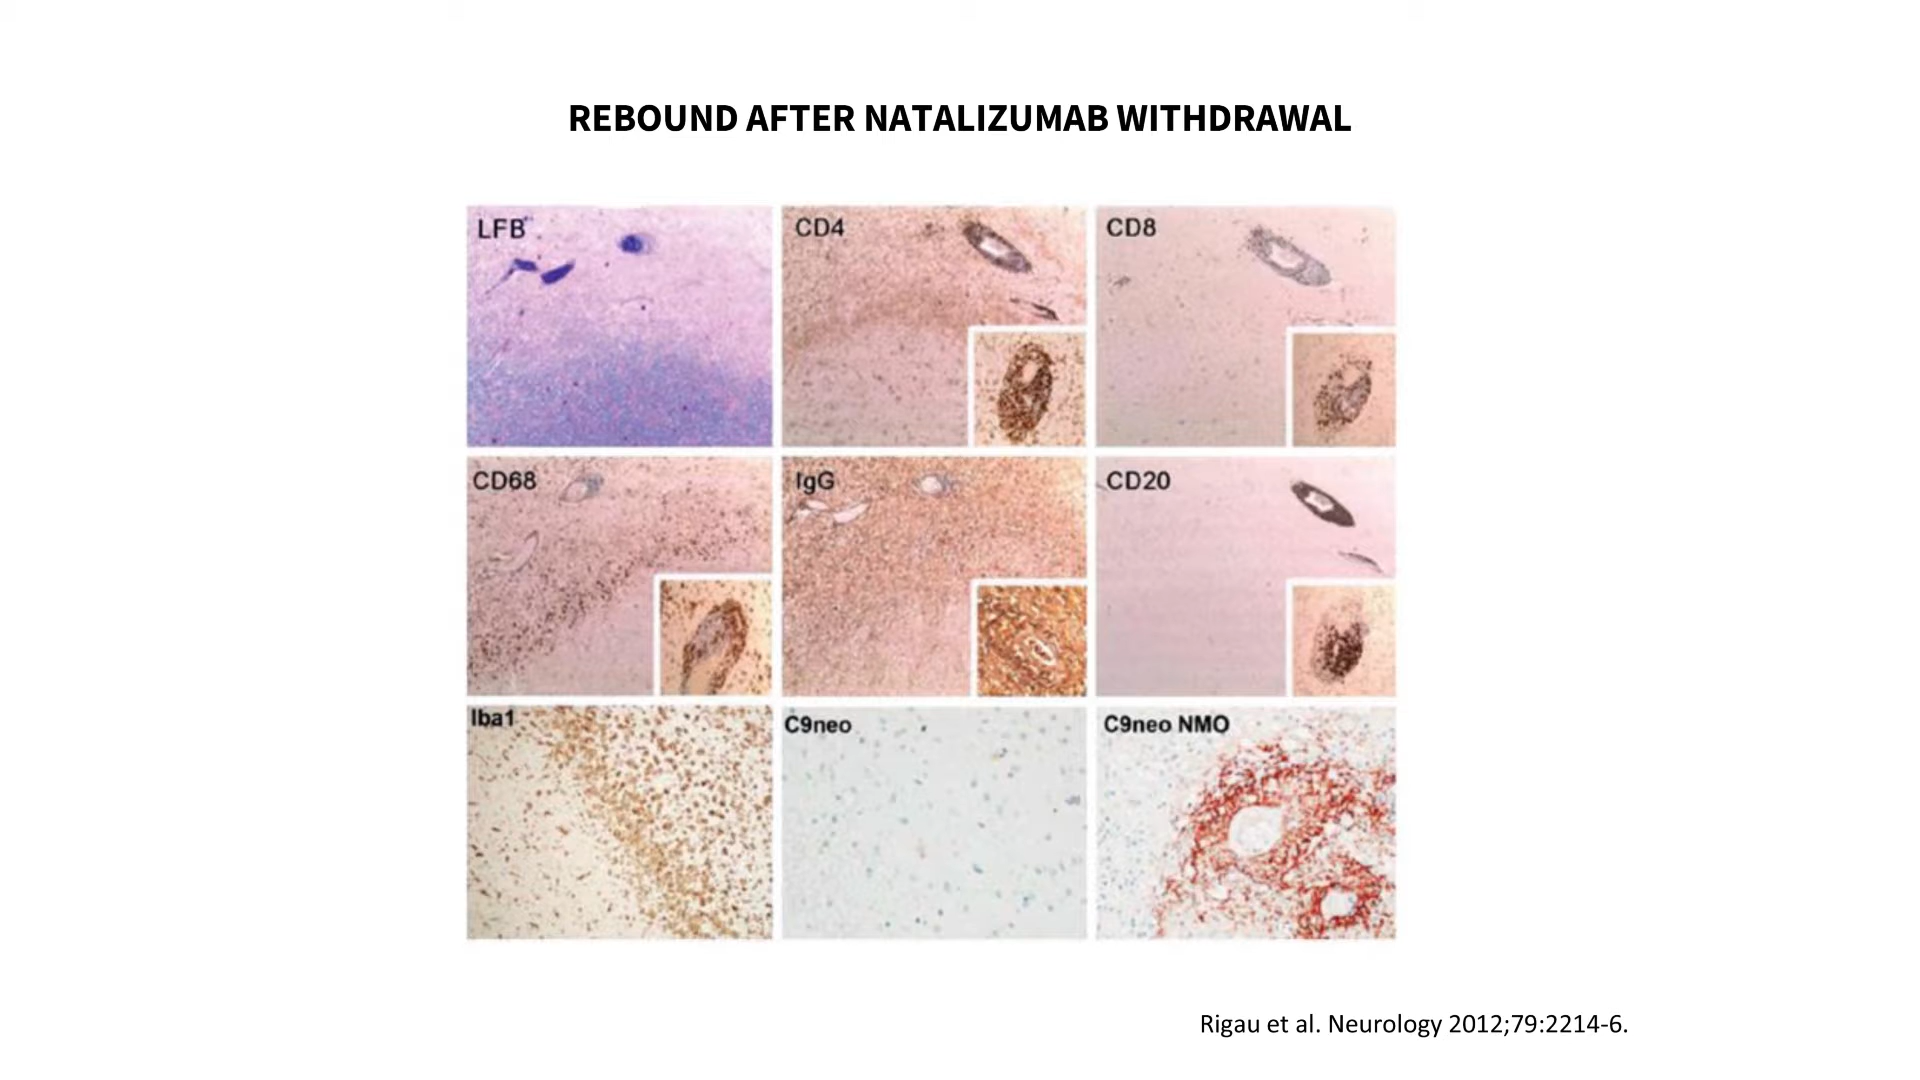 REBOUND AFTER NATALIZUMAB WITHDRAWAL
LFB
CD4
CD8
CD68
IgG
CD20
Iba1
C9neo
C9neo NMO
Rigau et al. Neurology 2012;79:2214-6.